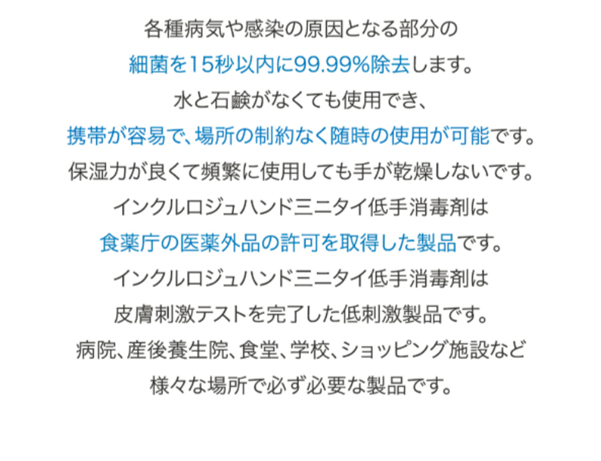 各種病気や感染の原因となる部分の
細菌を15秒以内に99.99%除去します。
水と石鹸がなくても使用でき、
携帯が容易で、場所の制約なく随時の使用が可能です。
保湿力が良くて頻繁に使用しても手が乾燥しないです。
インクルロジュハンド三ニタイ低手消毒剤は
食薬庁の医薬外品の許可を取得した製品です。
インクルロジュハンド三ニタイ低手消毒剤は
皮膚刺激テストを完了した低刺激製品です。
病院、産後養生院、食堂、学校、ショッピング施設など
様々な場所で必ず必要な製品です。